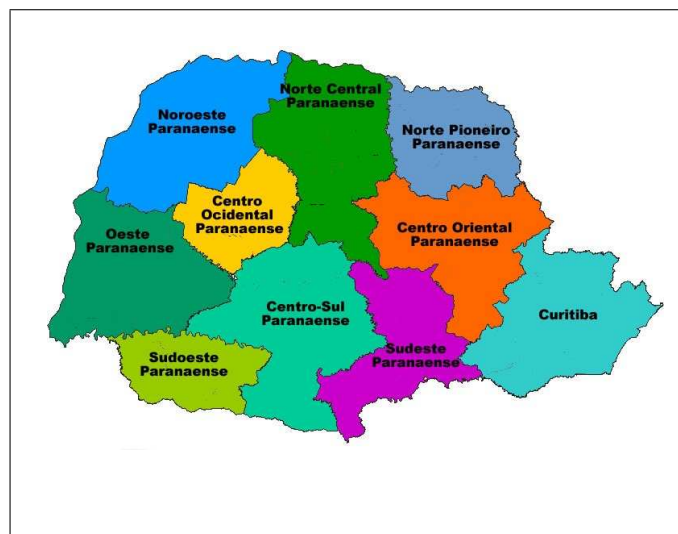 Norte Central
Paranaense
Noroeste
Paranaense
Norte Pioneiro
Paranaense
Centro
Ocidental
Paranaense
Centro Oriental
Paranaense
Oeste
Paranaense
Centro-Sul
Paranaense
Curitiba
Sudoeste
Paranaense
Sudeste
Paranaense